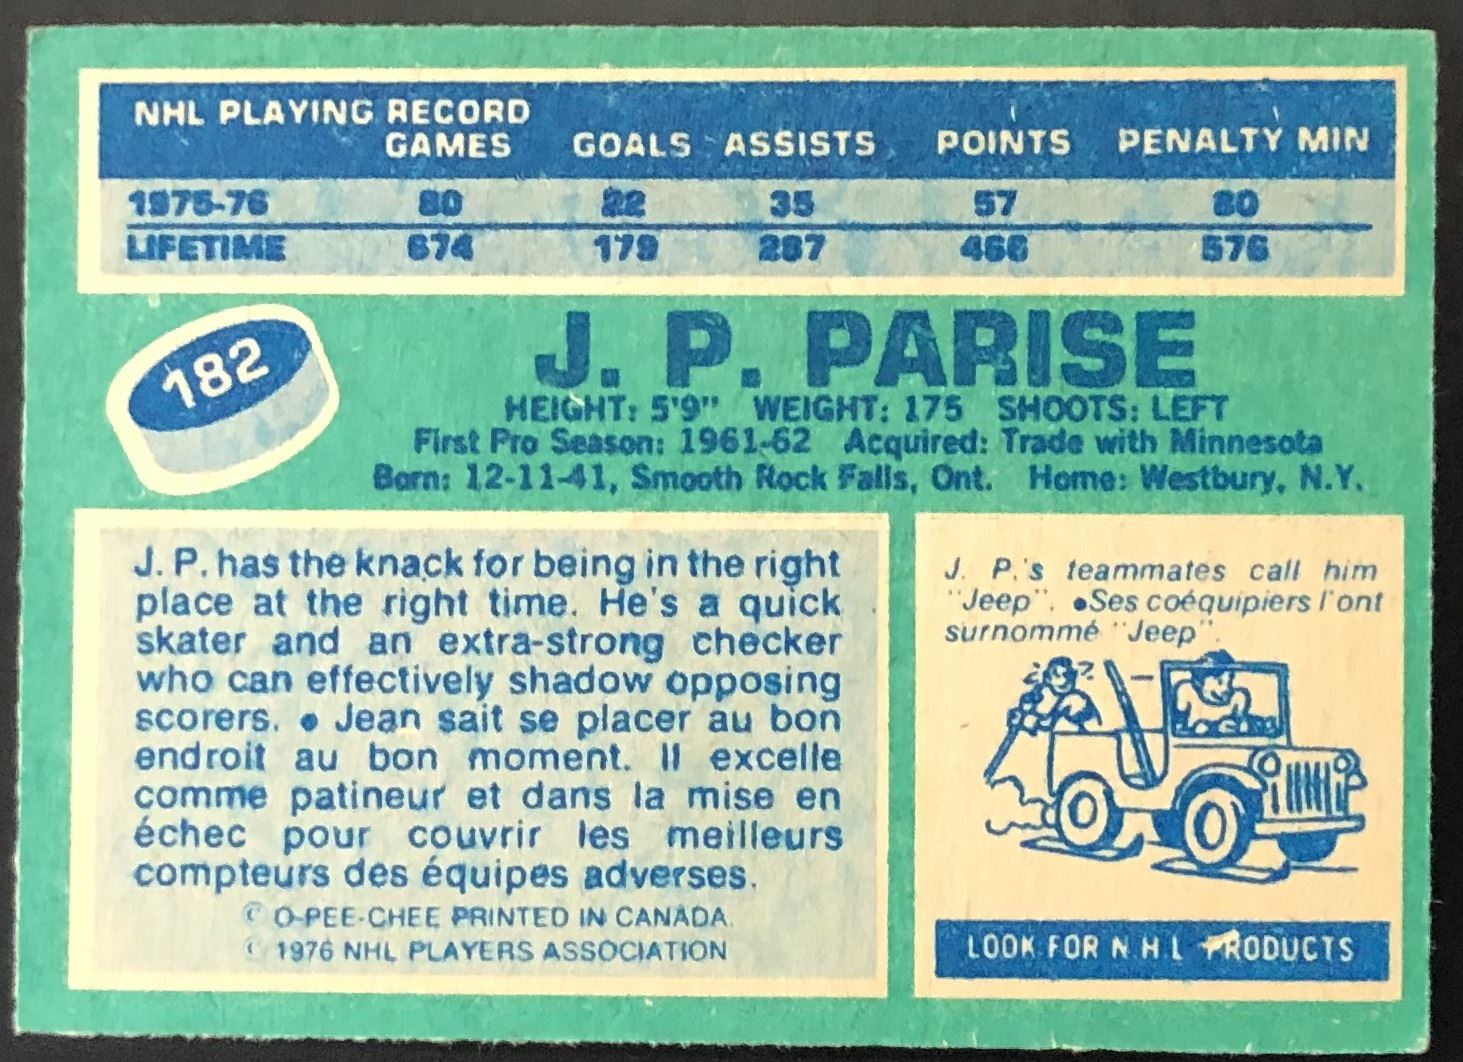 NHL PLAYING RECORD
GAMES GOALS ASSISTS POINTS PENALTY MIN
1975-76 80 22 35 57 80
LIFETIME 674 179 287 466 576
182
J. P. PARISE
HEIGHT: 5'9" WEIGHT: 175 SHOOTS: LEFT
First Pro Season: 1961-62 Acquired: Trade with Minnesota
Born: 12-11-41, Smooth Rock Falls, Ont. Home: Westbury, N.Y.
J. P. has the knack for being in the right
place at the right time. He's a quick
skater and an extra-strong checker
who can effectively shadow opposing
scorers. • Jean sait se placer au bon
endroit au bon moment. Il excelle
comme patineur et dans la mise en
échec pour couvrir les meilleurs
compteurs des équipes adverses.
© O-PEE-CHEE PRINTED IN CANADA.
© 1976 NHL PLAYERS ASSOCIATION
J. P.'s teammates call him
"Jeep". •Ses coéquipiers l'ont
surnommé "Jeep".
LOOK FOR N H L PRODUCTS